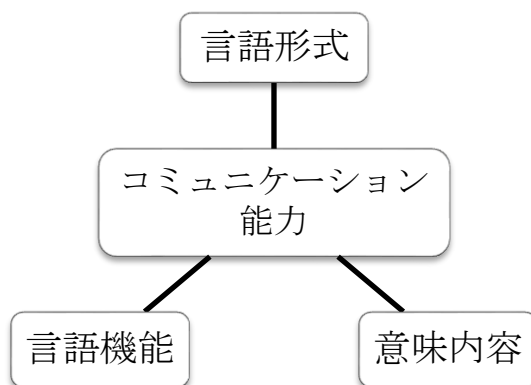 言語形式
コミュニケーション
能力
言語機能
意味内容